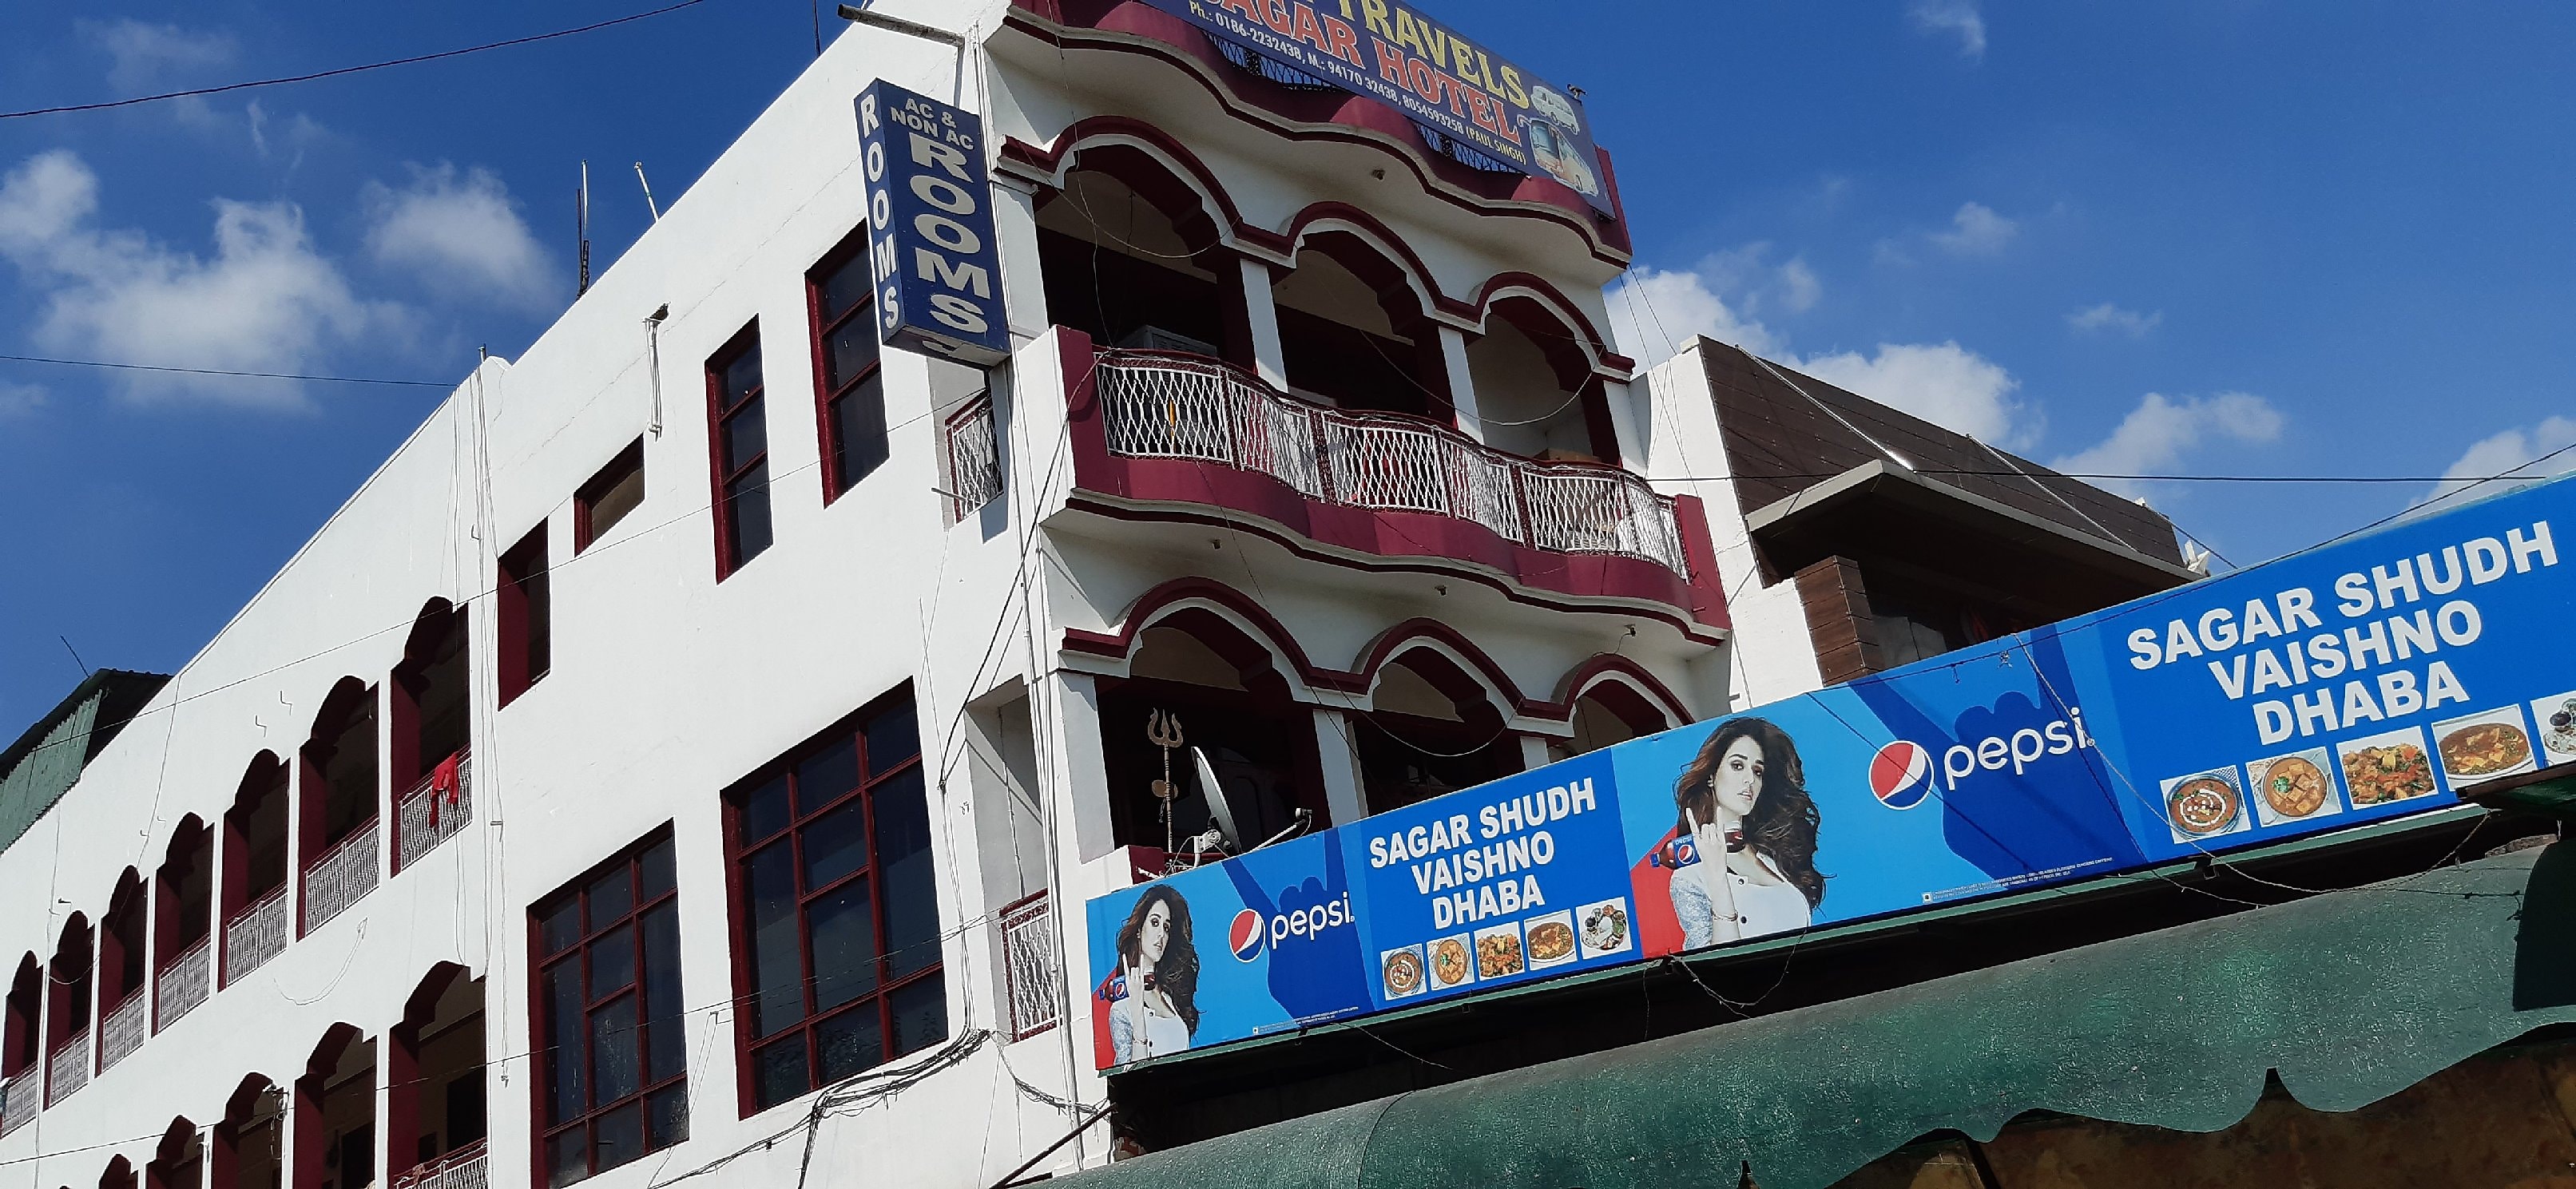 TRAVELS
SAGAR HOTEL
Ph.: 0186-2232438, M.: 94170 32438, 8054593258 (PAUL SINGH)
ROOMS
AC &
NON AC
ROOMS
pepsi
SAGAR SHUDH
VAISHNO
DHABA
pepsi
SAGAR SHUDH
VAISHNO
DHABA